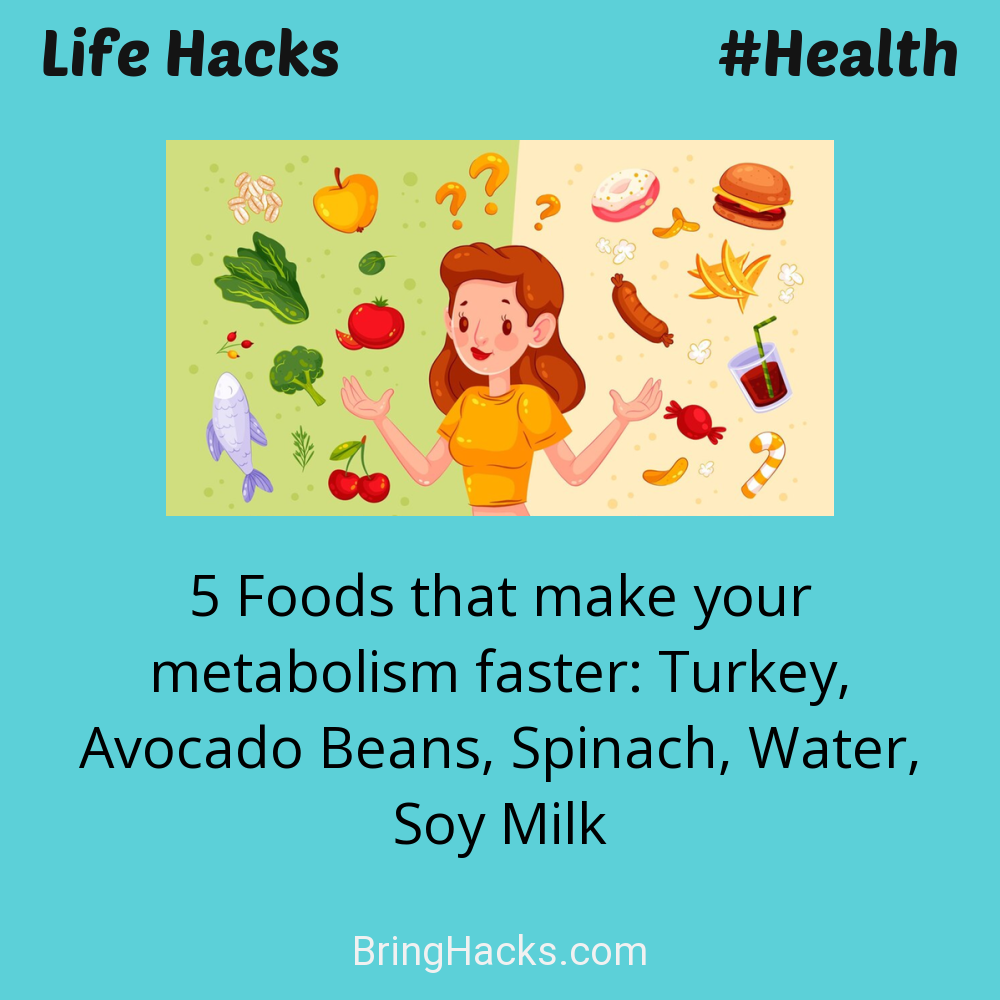 Life Hacks
#Health
5 Foods that make your
metabolism faster: Turkey,
Avocado Beans, Spinach, Water,
Soy Milk
BringHacks.com